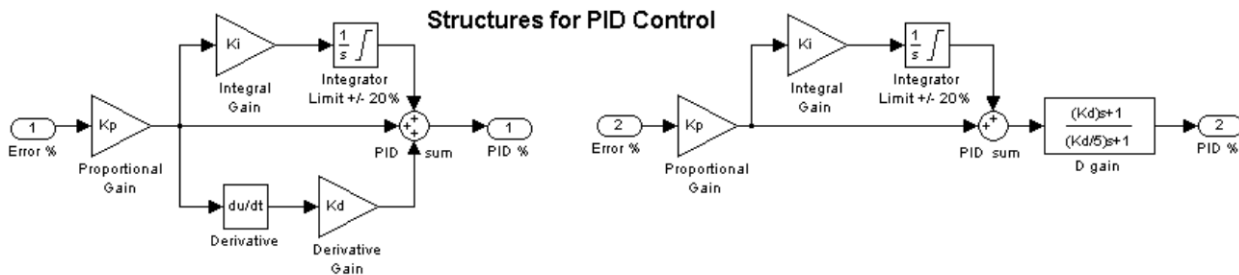 Structures for PID Control
Ki
1
s
Integral
Gain
Integrator
Limit +/- 20%
1
Error %
Kp
Proportional
Gain
+
+
+
PID sum
1
PID %
du/dt
Derivative
Kd
Derivative
Gain
Ki
1
s
Integral
Gain
Integrator
Limit +/- 20%
2
Error %
Kp
Proportional
Gain
+
+
PID sum
(Kd)s+1
(Kd/5)s+1
D gain
2
PID %